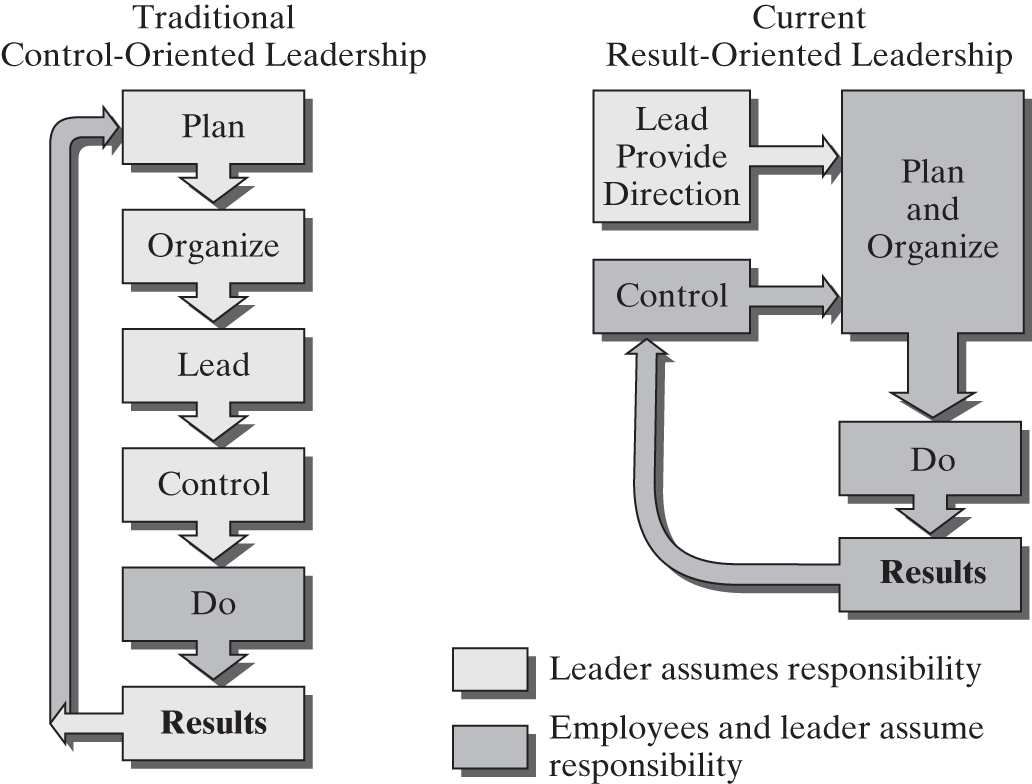 Traditional
Control-Oriented Leadership
Plan
Organize
Lead
Control
Do
Results
Current
Result-Oriented Leadership
Lead
Provide
Direction
Plan
and
Organize
Control
Do
Results
Leader assumes responsibility
Employees and leader assume
responsibility